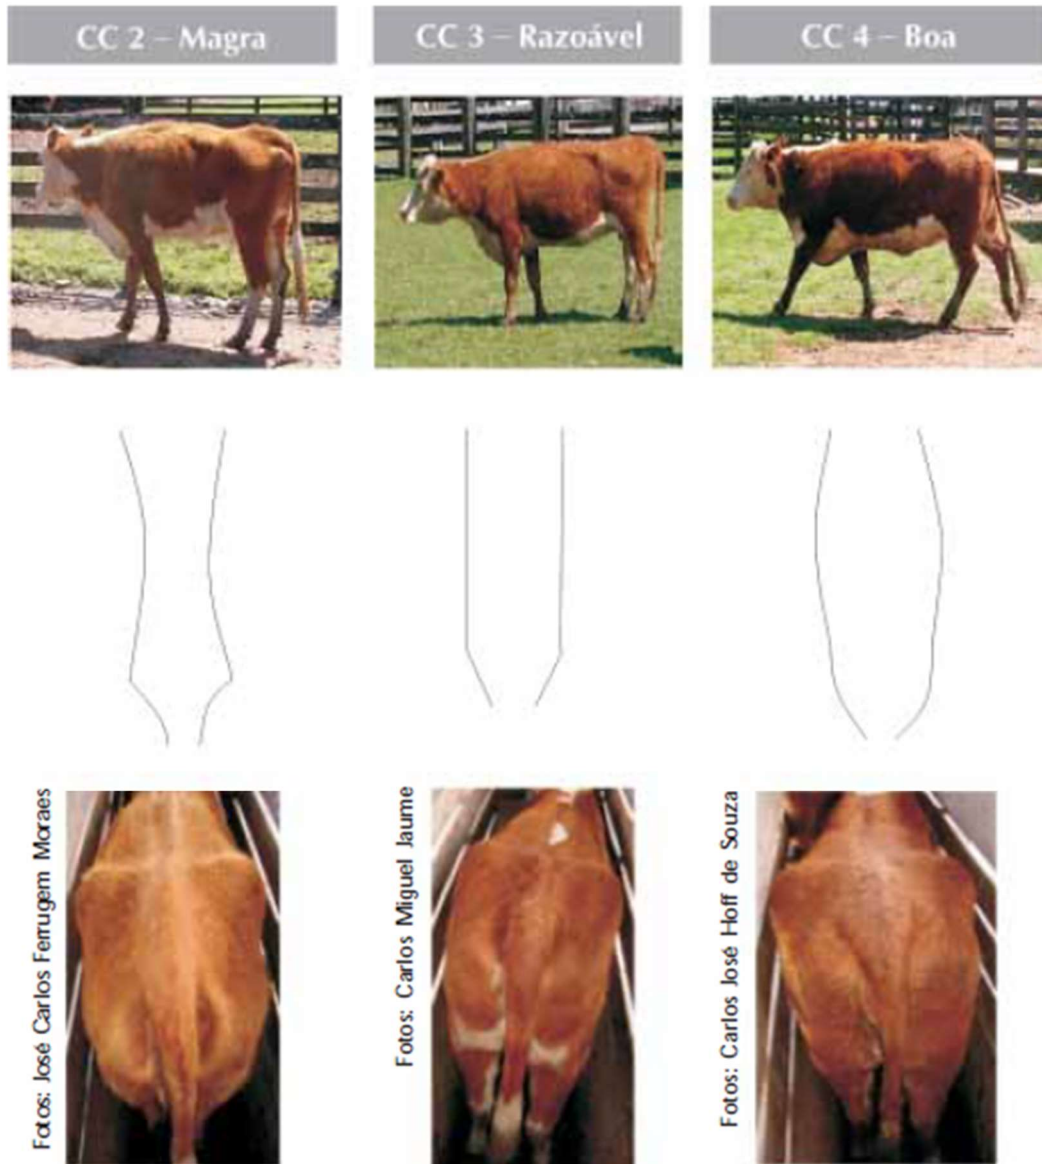 CC 2 – Magra
CC 3 – Razoável
CC 4 – Boa
Fotos: José Carlos Ferrugem Moraes
Fotos: Carlos Miguel Jaume
Fotos: Carlos José Hoff de Souza